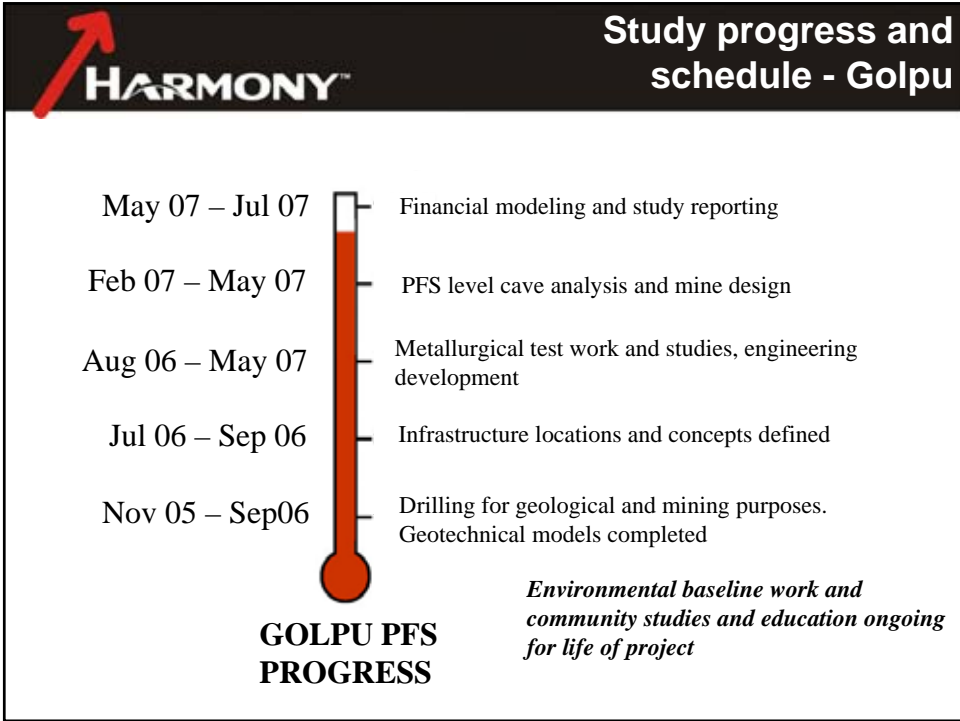 HARMONY™
Study progress and
schedule - Golpu
May 07 – Jul 07
Financial modeling and study reporting
Feb 07 – May 07
PFS level cave analysis and mine design
Aug 06 – May 07
Metallurgical test work and studies, engineering
development
Jul 06 – Sep 06
Infrastructure locations and concepts defined
Nov 05 – Sep06
Drilling for geological and mining purposes.
Geotechnical models completed
GOLPU PFS
PROGRESS
Environmental baseline work and
community studies and education ongoing
for life of project